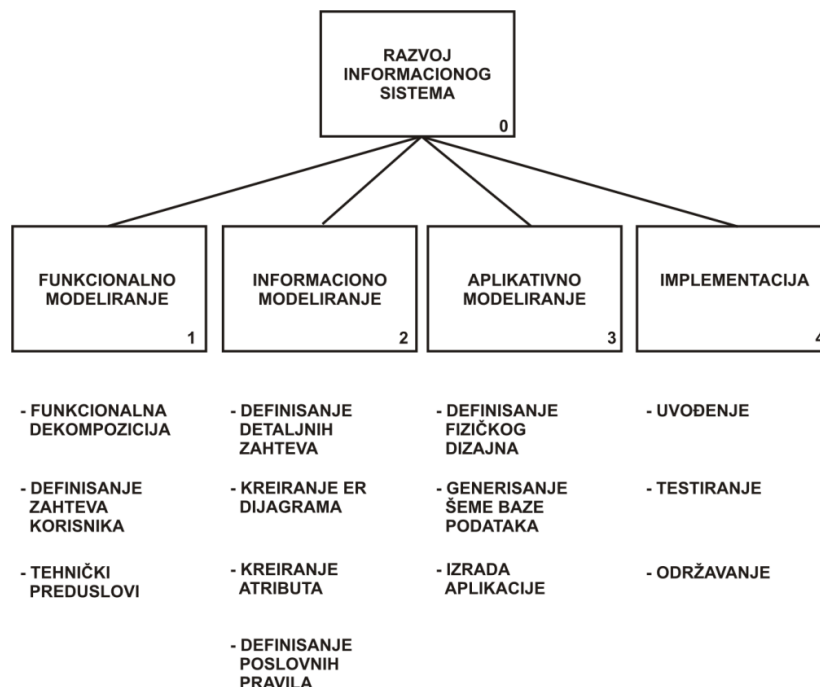 RAZVOJ
INFORMACIONOG
SISTEMA
0
FUNKCIONALNO
MODELIRANJE
1
INFORMACIONO
MODELIRANJE
2
APLIKATIVNO
MODELIRANJE
3
IMPLEMENTACIJA
4
- FUNKCIONALNA
DEKOMPOZICIJA
- DEFINISANJE
ZAHTEVA
KORISNIKA
- TEHNIČKI
PREDUSLOVI
- DEFINISANJE
DETALJNIH
ZAHTEVA
- KREIRANJE ER
DIJAGRAMA
- KREIRANJE
ATRIBUTA
- DEFINISANJE
POSLOVNIH
PRAVILA
- DEFINISANJE
FIZIČKOG
DIZAJNA
- GENERISANJE
ŠEME BAZE
PODATAKA
- IZRADA
APLIKACIJE
- UVOĐENJE
- TESTIRANJE
- ODRŽAVANJE